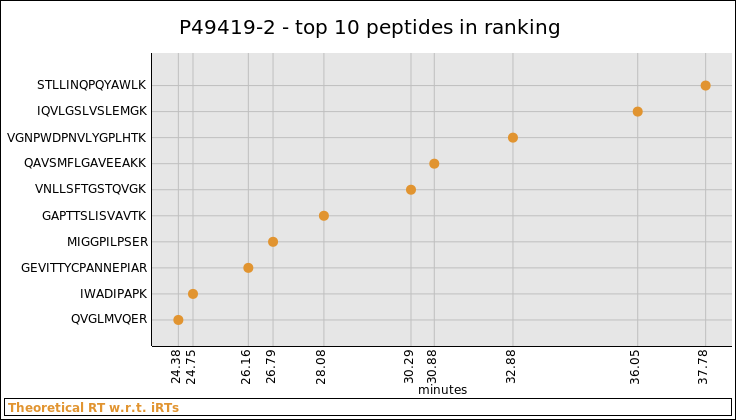 P49419-2 - top 10 peptides in ranking
STLLINQPQYAWLK
IQVLGSLVSLEMGK
VGNPWDPNVLYGPLHTK
QAVSMFLGAVEEAKK
VNLLSFTGSTQVGK
GAPTTSLISVAVTK
MIGGPILPSER
GEVITTYCPANNEPIAR
IWADIPAPK
QVGLMVQER
24.38
24.75
26.16
26.79
28.08
30.29
30.88
32.88
36.05
37.78
minutes
Theoretical RT w.r.t. iRTs